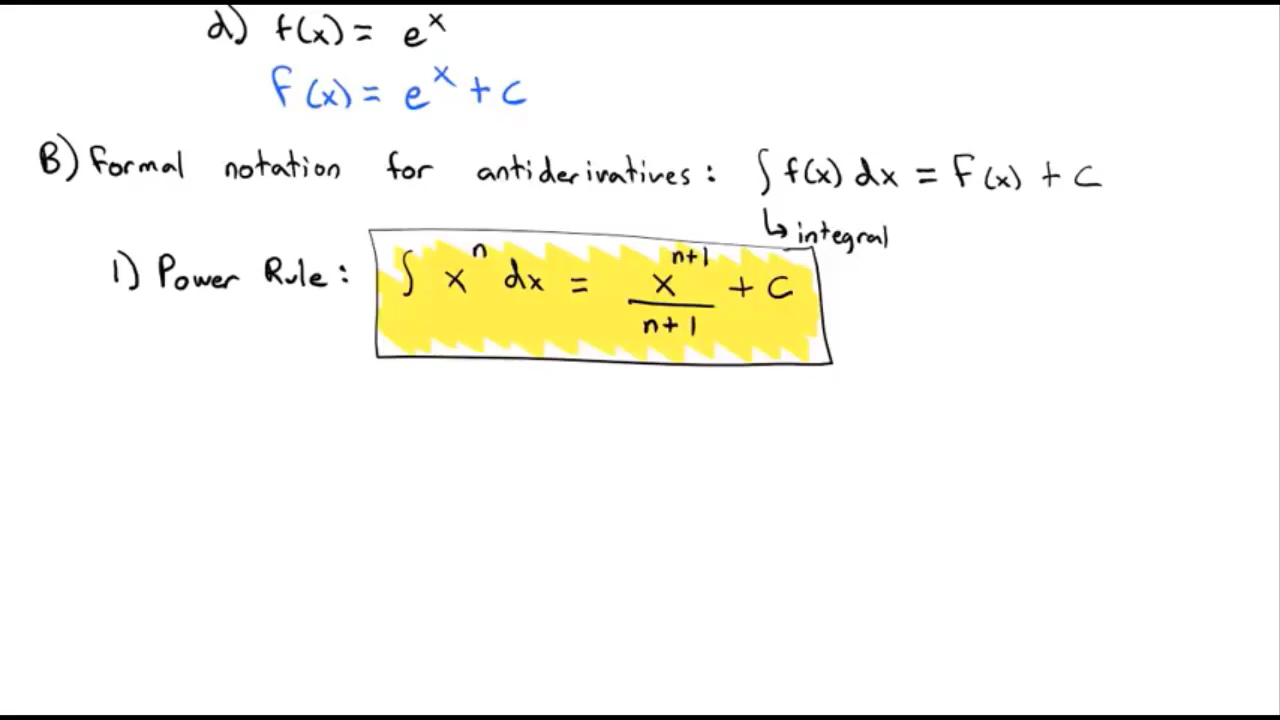 d) f(x) = e^x
F(x) = e^x + C
B) Formal notation for antiderivatives: ∫ f(x) dx = F(x) + C
↳ integral
1) Power Rule: ∫ x^n dx = x^(n+1)/(n+1) + C